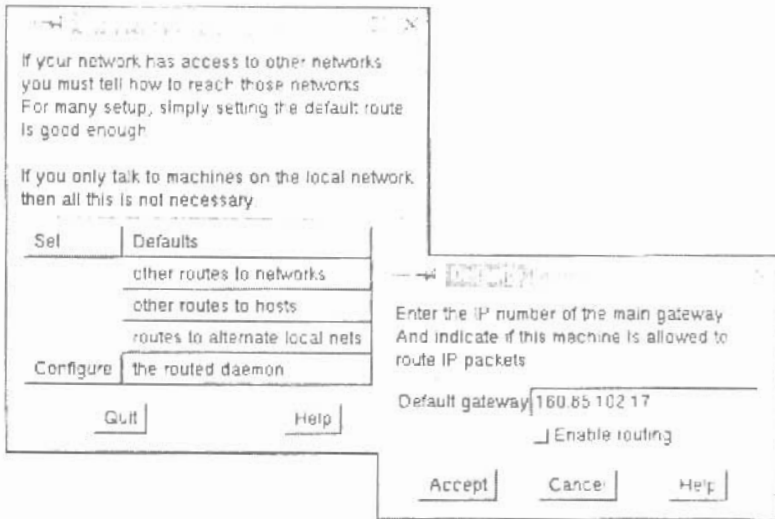 If your network has access to other networks
you must tell how to reach those networks
For many setup, simply setting the default route
is good enough
If you only talk to machines on the local network
then all this is not necessary
Set Defaults
other routes to networks
other routes to hosts
routes to alternate local nets
Configure the routed daemon
Quit Help
Enter the IP number of the main gateway
And indicate if this machine is allowed to
route IP packets
Default gateway 160.85.102.17
Enable routing
Accept Cancel Help